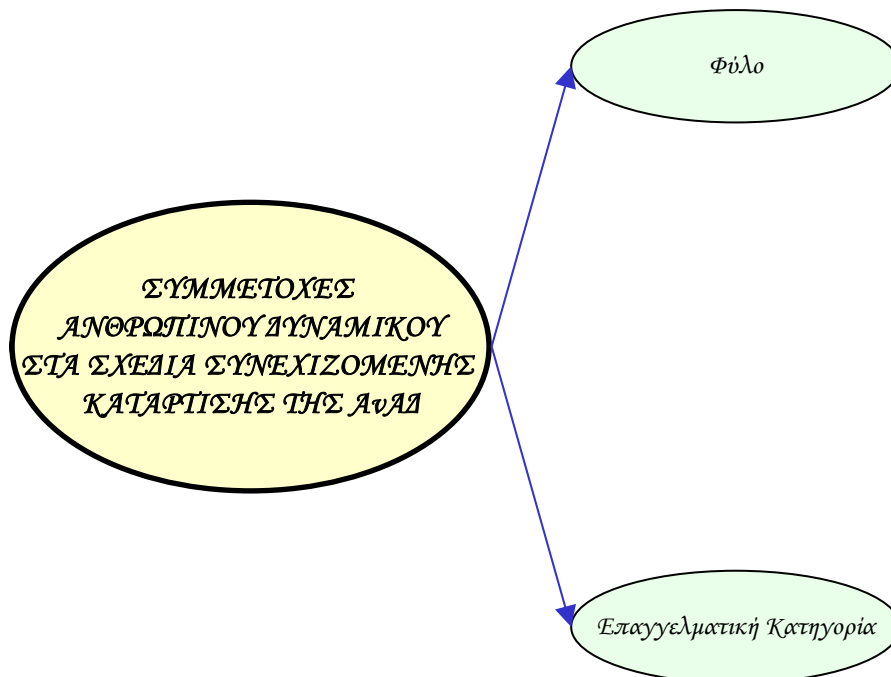 Φύλο
ΣΥΜΜΕΤΟΧΕΣ
ΑΝΘΡΩΠΙΝΟΥ ΔΥΝΑΜΙΚΟΥ
ΣΤΑ ΣΧΕΔΙΑ ΣΥΝΕΧΙΖΟΜΕΝΗΣ
ΚΑΤΑΡΤΙΣΗΣ ΤΗΣ ΑνΑΔ
Επαγγελματική Κατηγορία